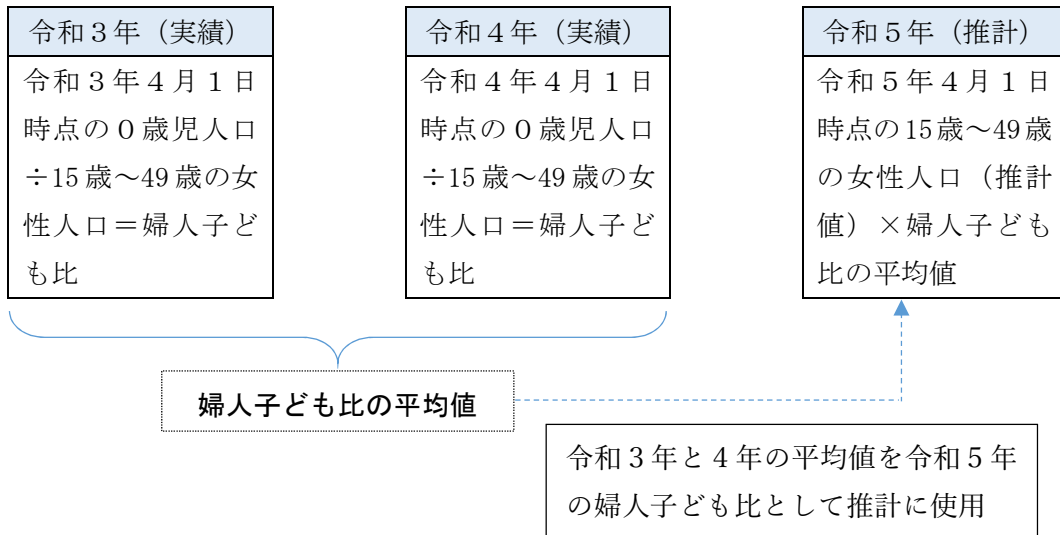 令和３年（実績）
令和３年４月１日
時点の０歳児人口
÷15歳～49歳の女
性人口＝婦人子ど
も比
令和４年（実績）
令和４年４月１日
時点の０歳児人口
÷15歳～49歳の女
性人口＝婦人子ど
も比
令和５年（推計）
令和５年４月１日
時点の15歳～49歳
の女性人口（推計
値）×婦人子ども
比の平均値
婦人子ども比の平均値
令和３年と４年の平均値を令和５年
の婦人子ども比として推計に使用